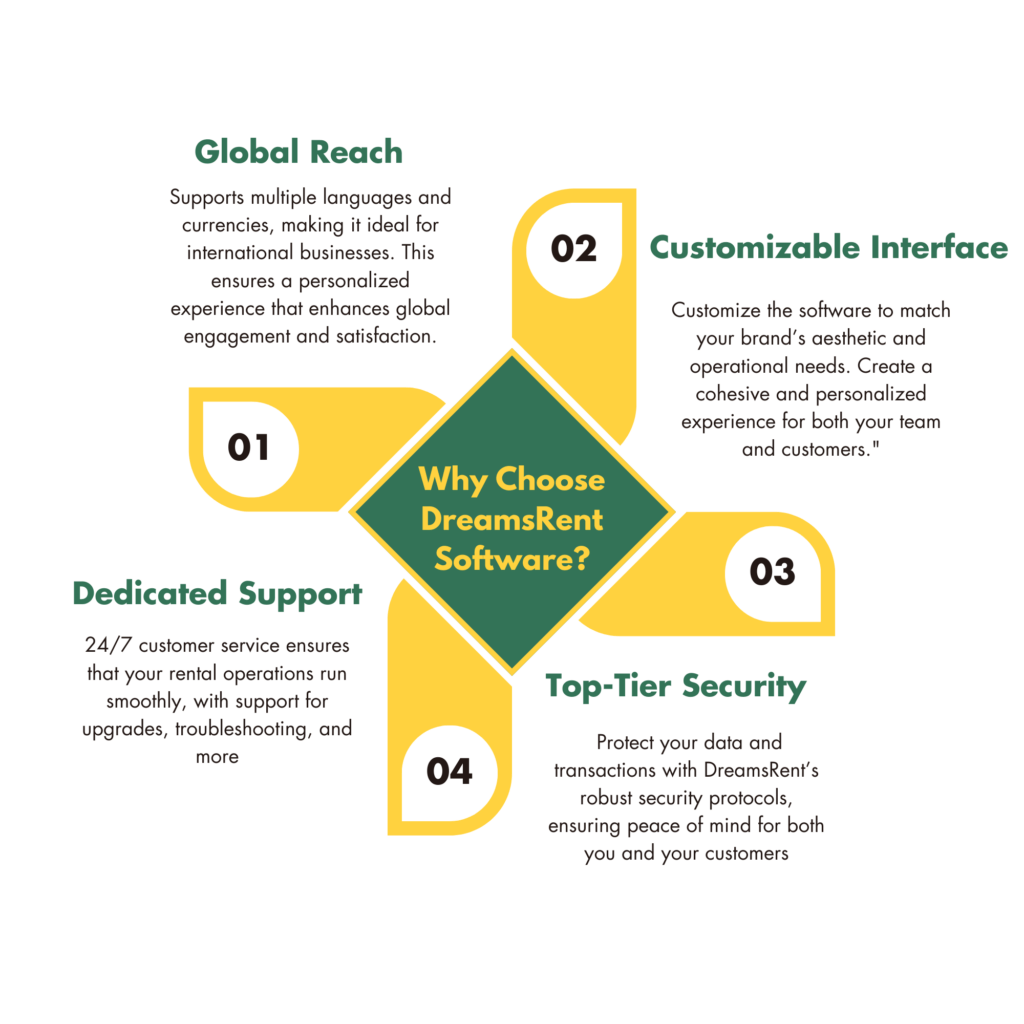 Global Reach
Supports multiple languages and
currencies, making it ideal for
international businesses. This
ensures a personalized
experience that enhances global
engagement and satisfaction.
01
02
Customizable Interface
Customize the software to match
your brand’s aesthetic and
operational needs. Create a
cohesive and personalized
experience for both your team
and customers."
Why Choose
DreamsRent
Software?
03
Top-Tier Security
Protect your data and
transactions with DreamsRent’s
robust security protocols,
ensuring peace of mind for both
you and your customers
Dedicated Support
24/7 customer service ensures
that your rental operations run
smoothly, with support for
upgrades, troubleshooting, and
more
04